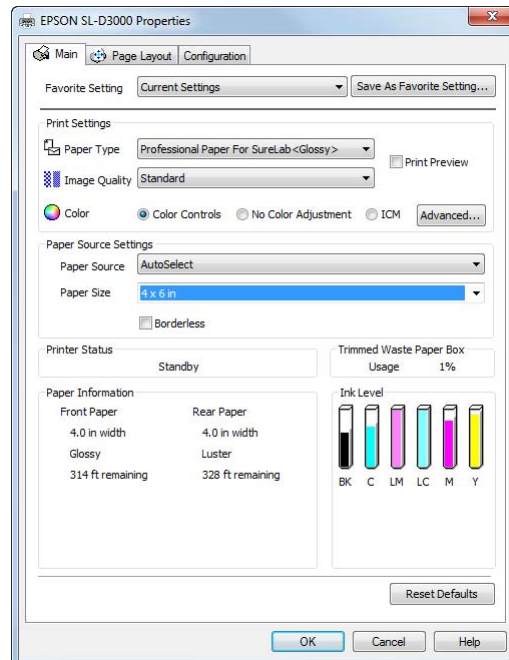 EPSON SL-D3000 Properties
Main Page Layout Configuration
Favorite Setting Current Settings Save As Favorite Setting...
Print Settings
Paper Type Professional Paper For SureLab<Glossy>
Print Preview
Image Quality Standard
Color Color Controls No Color Adjustment ICM Advanced...
Paper Source Settings
Paper Source AutoSelect
Paper Size 4 x 6 in
Borderless
Printer Status
Standby
Trimmed Waste Paper Box
Usage 1%
Paper Information
Front Paper Rear Paper
4.0 in width 4.0 in width
Glossy Luster
314 ft remaining 328 ft remaining
Ink Level
BK C LM LC M Y
Reset Defaults
OK Cancel Help